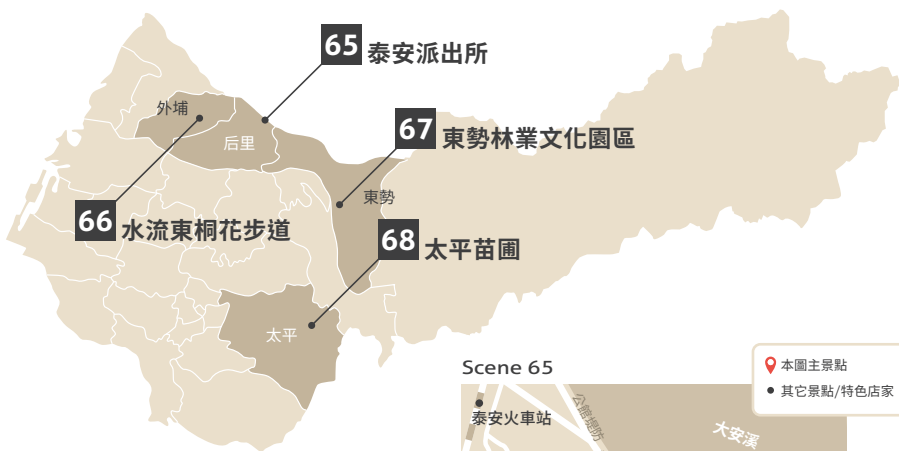 65 泰安派出所
外埔
67 東勢林業文化園區
后里
東勢
66 水流東桐花步道
68 太平苗圃
太平
Scene 65
本圖主景點
其它景點/特色店家
泰安火車站
公館堤防
大安溪